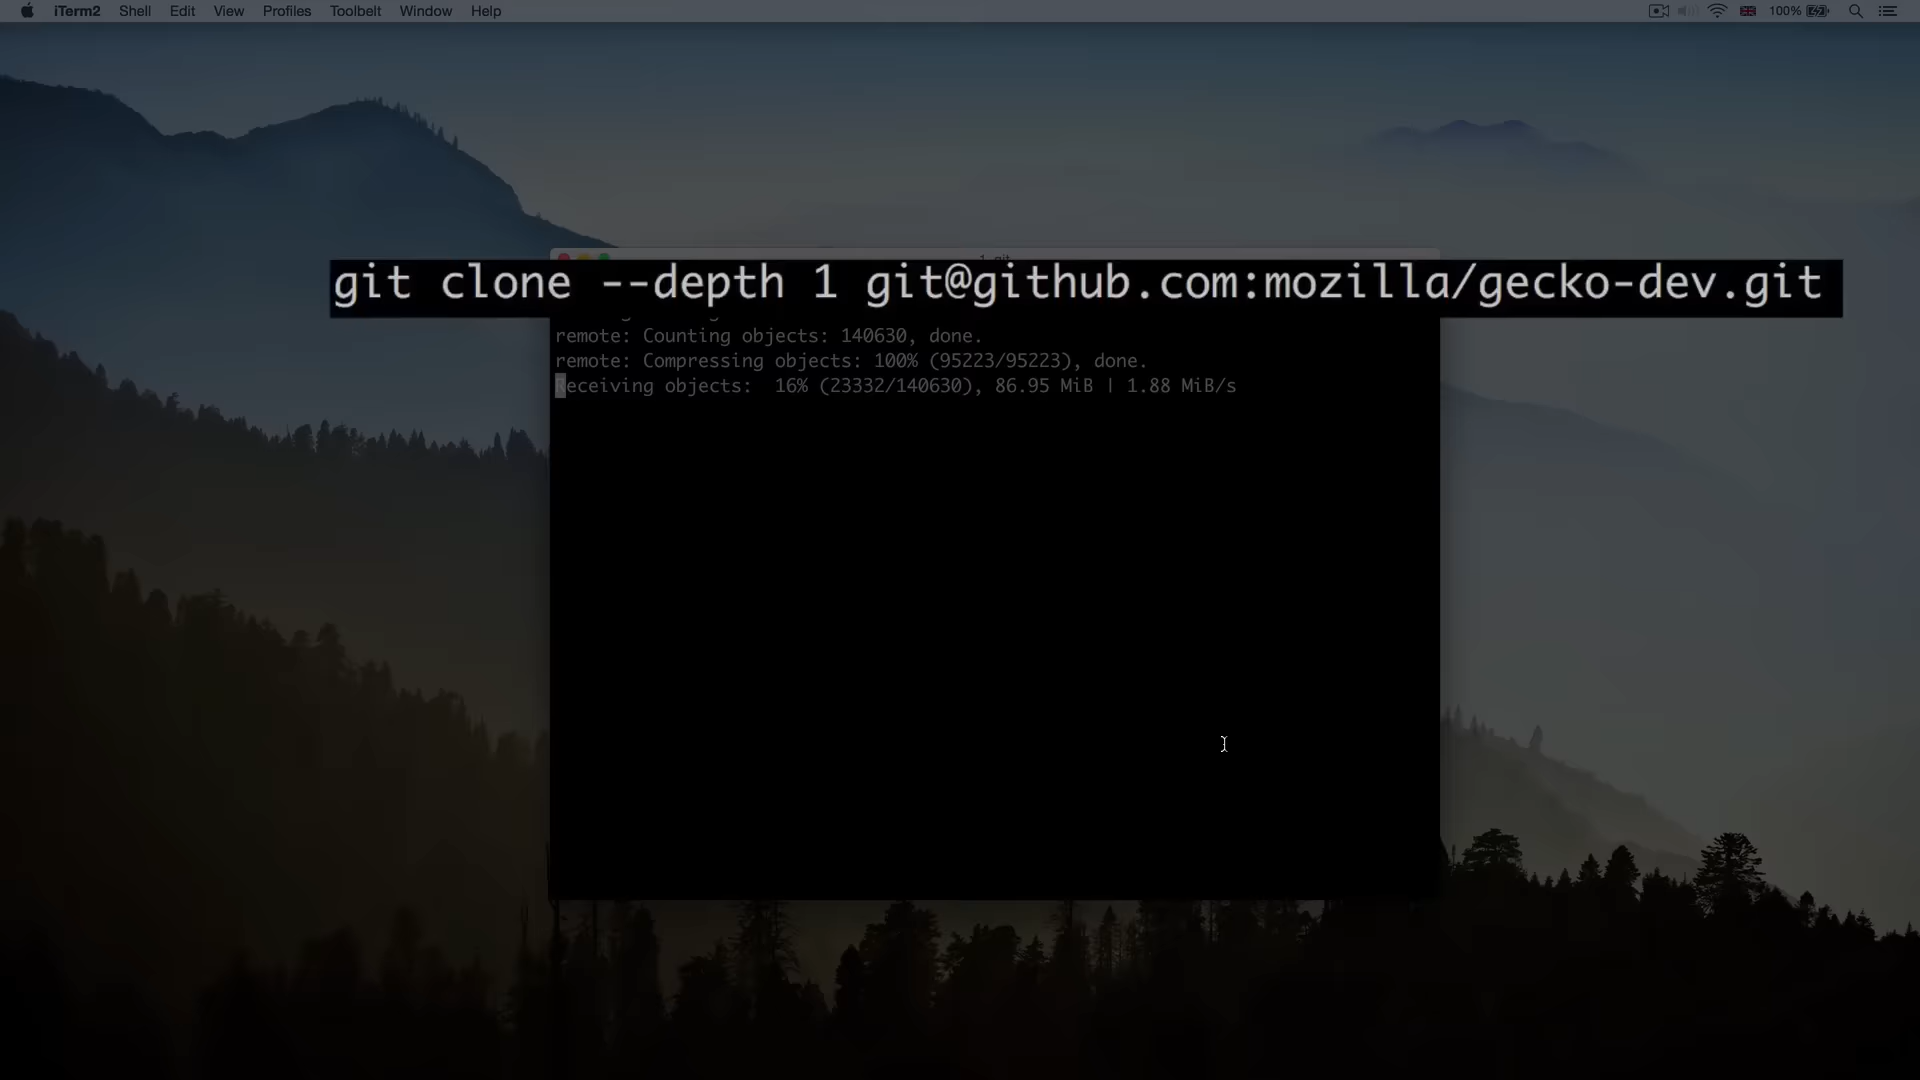 iTerm2 Shell Edit View Profiles Toolbelt Window Help 100%
git clone --depth 1 git@github.com:mozilla/gecko-dev.git
remote: Counting objects: 140630, done.
remote: Compressing objects: 100% (95223/95223), done.
Receiving objects:  16% (23332/140630), 86.95 MiB | 1.88 MiB/s